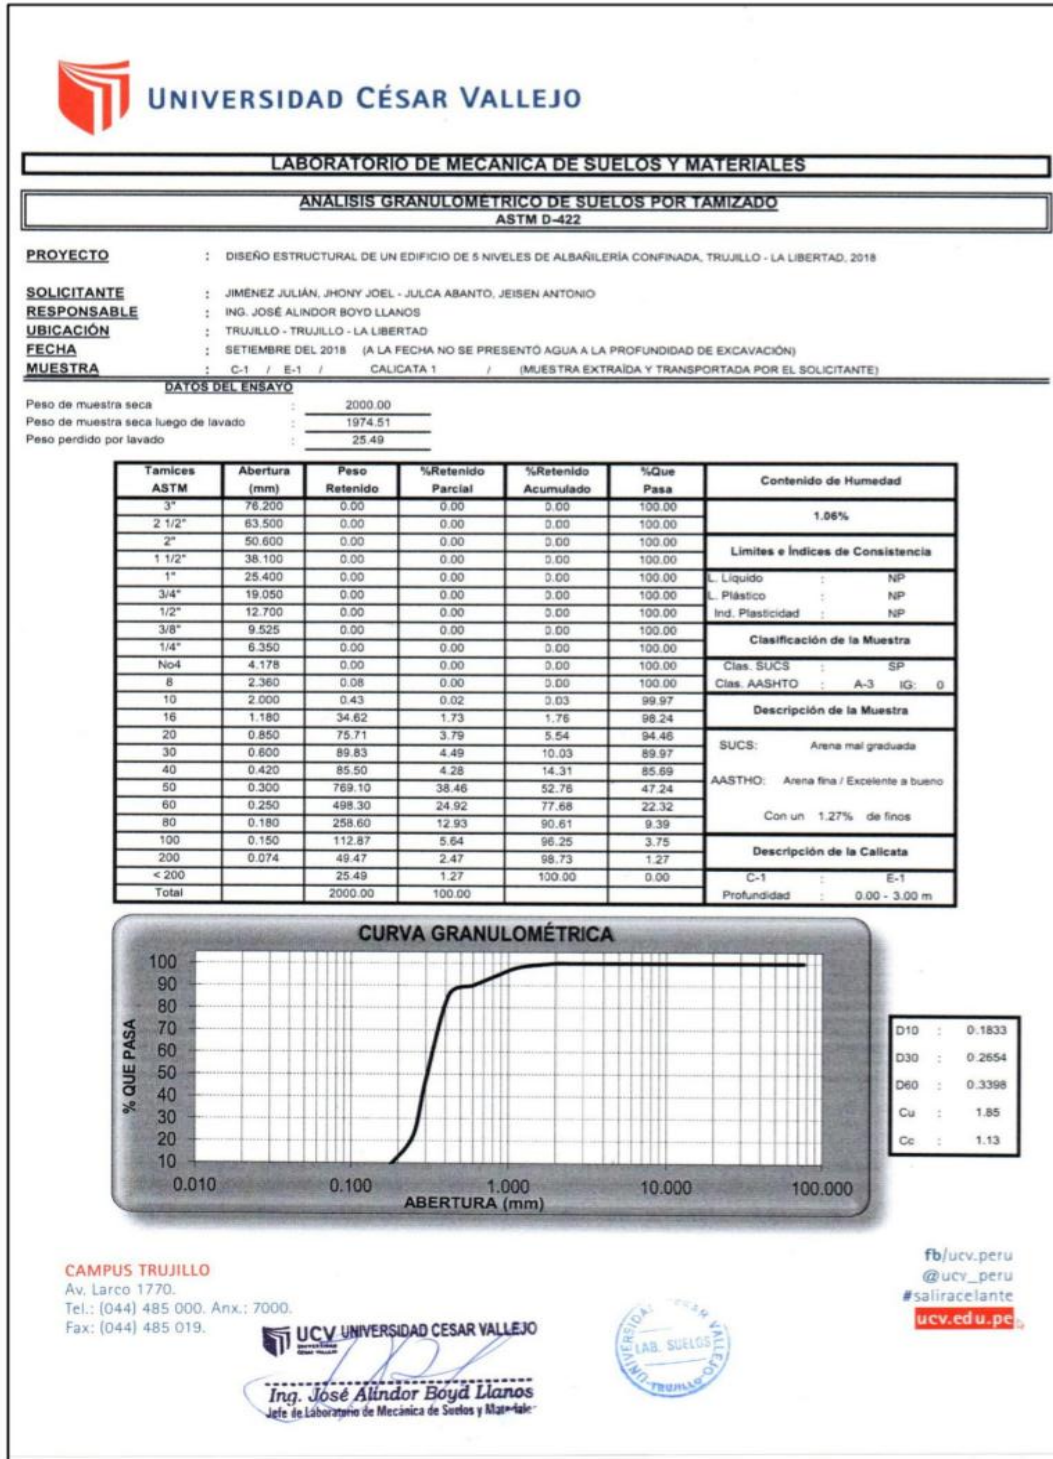 UNIVERSIDAD CÉSAR VALLEJO
LABORATORIO DE MECANICA DE SUELOS Y MATERIALES
ANÁLISIS GRANULOMÉTRICO DE SUELOS POR TAMIZADO
ASTM D-422
PROYECTO : DISEÑO ESTRUCTURAL DE UN EDIFICIO DE 5 NIVELES DE ALBAÑILERÍA CONFINADA, TRUJILLO - LA LIBERTAD, 2018
SOLICITANTE : JIMÉNEZ JULIÁN, JHONY JOEL - JULCA ABANTO, JEISEN ANTONIO
RESPONSABLE : ING. JOSÉ ALINDOR BOYD LLANOS
UBICACIÓN : TRUJILLO - TRUJILLO - LA LIBERTAD
FECHA : SETIEMBRE DEL 2018 (A LA FECHA NO SE PRESENTÓ AGUA A LA PROFUNDIDAD DE EXCAVACIÓN)
MUESTRA : C-1 / E-1 / CALICATA 1 / (MUESTRA EXTRAÍDA Y TRANSPORTADA POR EL SOLICITANTE)
DATOS DEL ENSAYO
Peso de muestra seca : 2000.00
Peso de muestra seca luego de lavado : 1974.51
Peso perdido por lavado : 25.49
Tamices ASTM Abertura (mm) Peso Retenido %Retenido Parcial %Retenido Acumulado %Que Pasa
3" 76.200 0.00 0.00 0.00 100.00
2 1/2" 63.500 0.00 0.00 0.00 100.00
2" 50.600 0.00 0.00 0.00 100.00
1 1/2" 38.100 0.00 0.00 0.00 100.00
1" 25.400 0.00 0.00 0.00 100.00
3/4" 19.050 0.00 0.00 0.00 100.00
1/2" 12.700 0.00 0.00 0.00 100.00
3/8" 9.525 0.00 0.00 0.00 100.00
1/4" 6.350 0.00 0.00 0.00 100.00
No4 4.178 0.00 0.00 0.00 100.00
8 2.360 0.08 0.00 0.00 100.00
10 2.000 0.43 0.02 0.03 99.97
16 1.180 34.62 1.73 1.76 98.24
20 0.850 75.71 3.79 5.54 94.46
30 0.600 89.83 4.49 10.03 89.97
40 0.420 85.50 4.28 14.31 85.69
50 0.300 769.10 38.46 52.76 47.24
60 0.250 498.30 24.92 77.68 22.32
80 0.180 258.60 12.93 90.61 9.39
100 0.150 112.87 5.64 96.25 3.75
200 0.074 49.47 2.47 98.73 1.27
< 200 25.49 1.27 100.00 0.00
Total 2000.00 100.00
Contenido de Humedad
1.06%
Limites e Índices de Consistencia
L. Líquido : NP
L. Plástico : NP
Ind. Plasticidad : NP
Clasificación de la Muestra
Clas. SUCS : SP
Clas. AASHTO : A-3 IG: 0
Descripción de la Muestra
SUCS: Arena mal graduada
AASTHO: Arena fina / Excelente a bueno
Con un 1.27% de finos
Descripción de la Calicata
C-1 : E-1
Profundidad : 0.00 - 3.00 m
CURVA GRANULOMÉTRICA
% QUE PASA
100
90
80
70
60
50
40
30
20
10
0.010 0.100 1.000 10.000 100.000
ABERTURA (mm)
D10 : 0.1833
D30 : 0.2654
D60 : 0.3398
Cu : 1.85
Cc : 1.13
CAMPUS TRUJILLO
Av. Larco 1770.
Tel.: (044) 485 000. Anx.: 7000.
Fax: (044) 485 019.
UCV UNIVERSIDAD CESAR VALLEJO
Ing. José Alindor Boyd Llanos
Jefe de Laboratorio de Mecánica de Suelos y Materiale
UNIVERSIDAD CESAR VALLEJO
LAB. SUELOS
TRUJILLO
fb/ucv.peru
@ucv_peru
#saliracelante
ucv.edu.pe